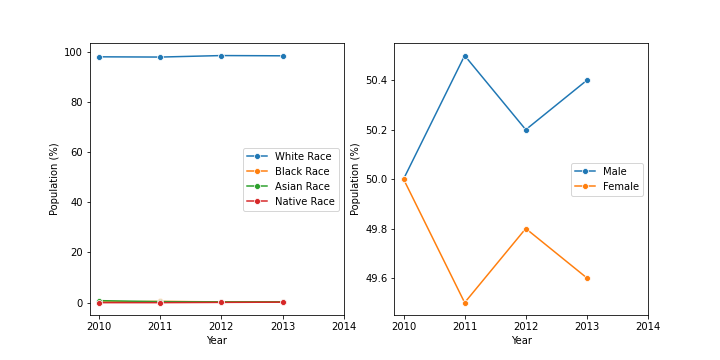 100
80
60
40
20
0
Population (%)
2010 2011 2012 2013 2014
Year
White Race
Black Race
Asian Race
Native Race
50.4
50.2
50.0
49.8
49.6
Population (%)
2010 2011 2012 2013 2014
Year
Male
Female